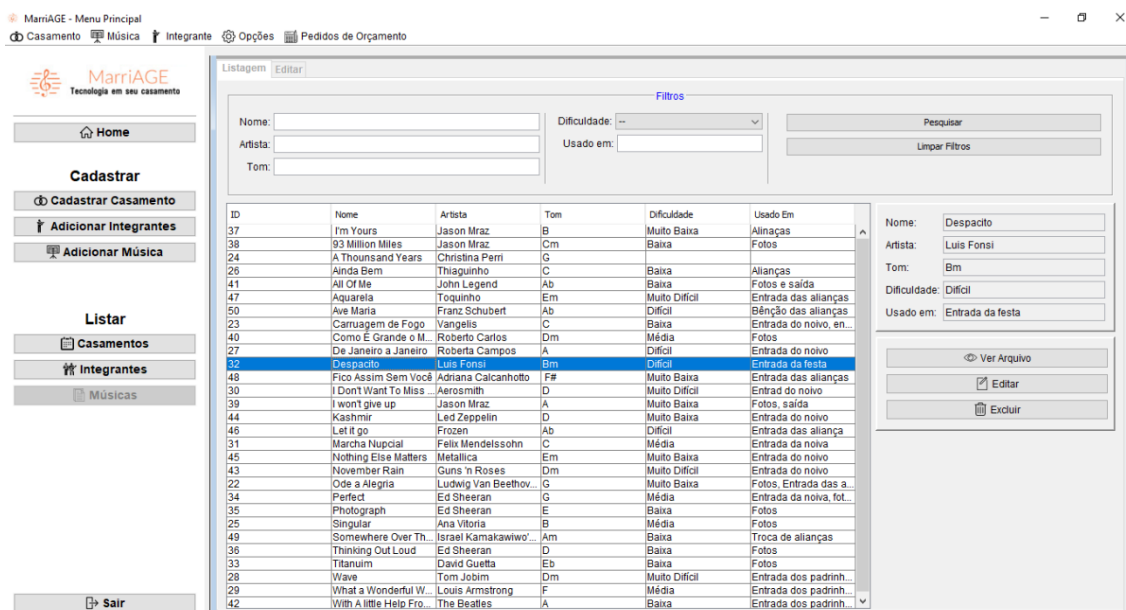 MarriAGE - Menu Principal
Casamento Música Integrante Opções Pedidos de Orçamento
MarriAGE
Tecnologia em seu casamento
Home
Cadastrar
Cadastrar Casamento
Adicionar Integrantes
Adicionar Música
Listar
Casamentos
Integrantes
Músicas
Sair
Listagem Editar
Filtros
Nome: Dificuldade: -- Pesquisar
Artista: Usado em: Limpar Filtros
Tom:
ID Nome Artista Tom Dificuldade Usado Em
37 I'm Yours Jason Mraz B Muito Baixa Alinaças
38 93 Million Miles Jason Mraz Cm Baixa Fotos
24 A Thounsand Years Christina Perri G
26 Ainda Bem Thiaguinho C Baixa Alianças
41 All Of Me John Legend Ab Baixa Fotos e saída
47 Aquarela Toquinho Em Muito Difícil Entrada das alianças
50 Ave Maria Franz Schubert Ab Difícil Bênção das alianças
23 Carruagem de Fogo Vangelis C Baixa Entrada do noivo, en...
40 Como É Grande o M... Roberto Carlos Dm Média Fotos
27 De Janeiro a Janeiro Roberta Campos A Difícil Entrada do noivo
32 Despacito Luis Fonsi Bm Difícil Entrada da festa
48 Fico Assim Sem Você Adriana Calcanhotto F# Muito Baixa Entrada das alianças
30 I Don't Want To Miss ... Aerosmith D Muito Difícil Entrad do noivo
39 I won't give up Jason Mraz A Muito Baixa Fotos, saída
44 Kashmir Led Zeppelin D Muito Baixa Entrada do noivo
46 Let it go Frozen Ab Difícil Entrada das aliança
31 Marcha Nupcial Felix Mendelssohn C Média Entrada da noiva
45 Nothing Else Matters Metallica Em Muito Baixa Entrada do noivo
43 November Rain Guns 'n Roses Dm Muito Difícil Entrada do noivo
22 Ode a Alegria Ludwig Van Beethov... G Muito Baixa Fotos, Entrada das a...
34 Perfect Ed Sheeran G Média Entrada da noiva, fot...
35 Photograph Ed Sheeran E Baixa Fotos
25 Singular Ana Vitoria B Média Fotos
49 Somewhere Over Th... Israel Kamakawiwo'... Am Baixa Troca de alianças
36 Thinking Out Loud Ed Sheeran D Baixa Fotos
33 Titanuim David Guetta Eb Baixa Fotos
28 Wave Tom Jobim Dm Muito Difícil Entrada dos padrinh...
29 What a Wonderful W... Louis Armstrong F Média Entrada dos padrinh...
42 With A little Help Fro... The Beatles A Baixa Entrada dos padrinh...
Nome: Despacito
Artista: Luis Fonsi
Tom: Bm
Dificuldade: Difícil
Usado em: Entrada da festa
Ver Arquivo
Editar
Excluir